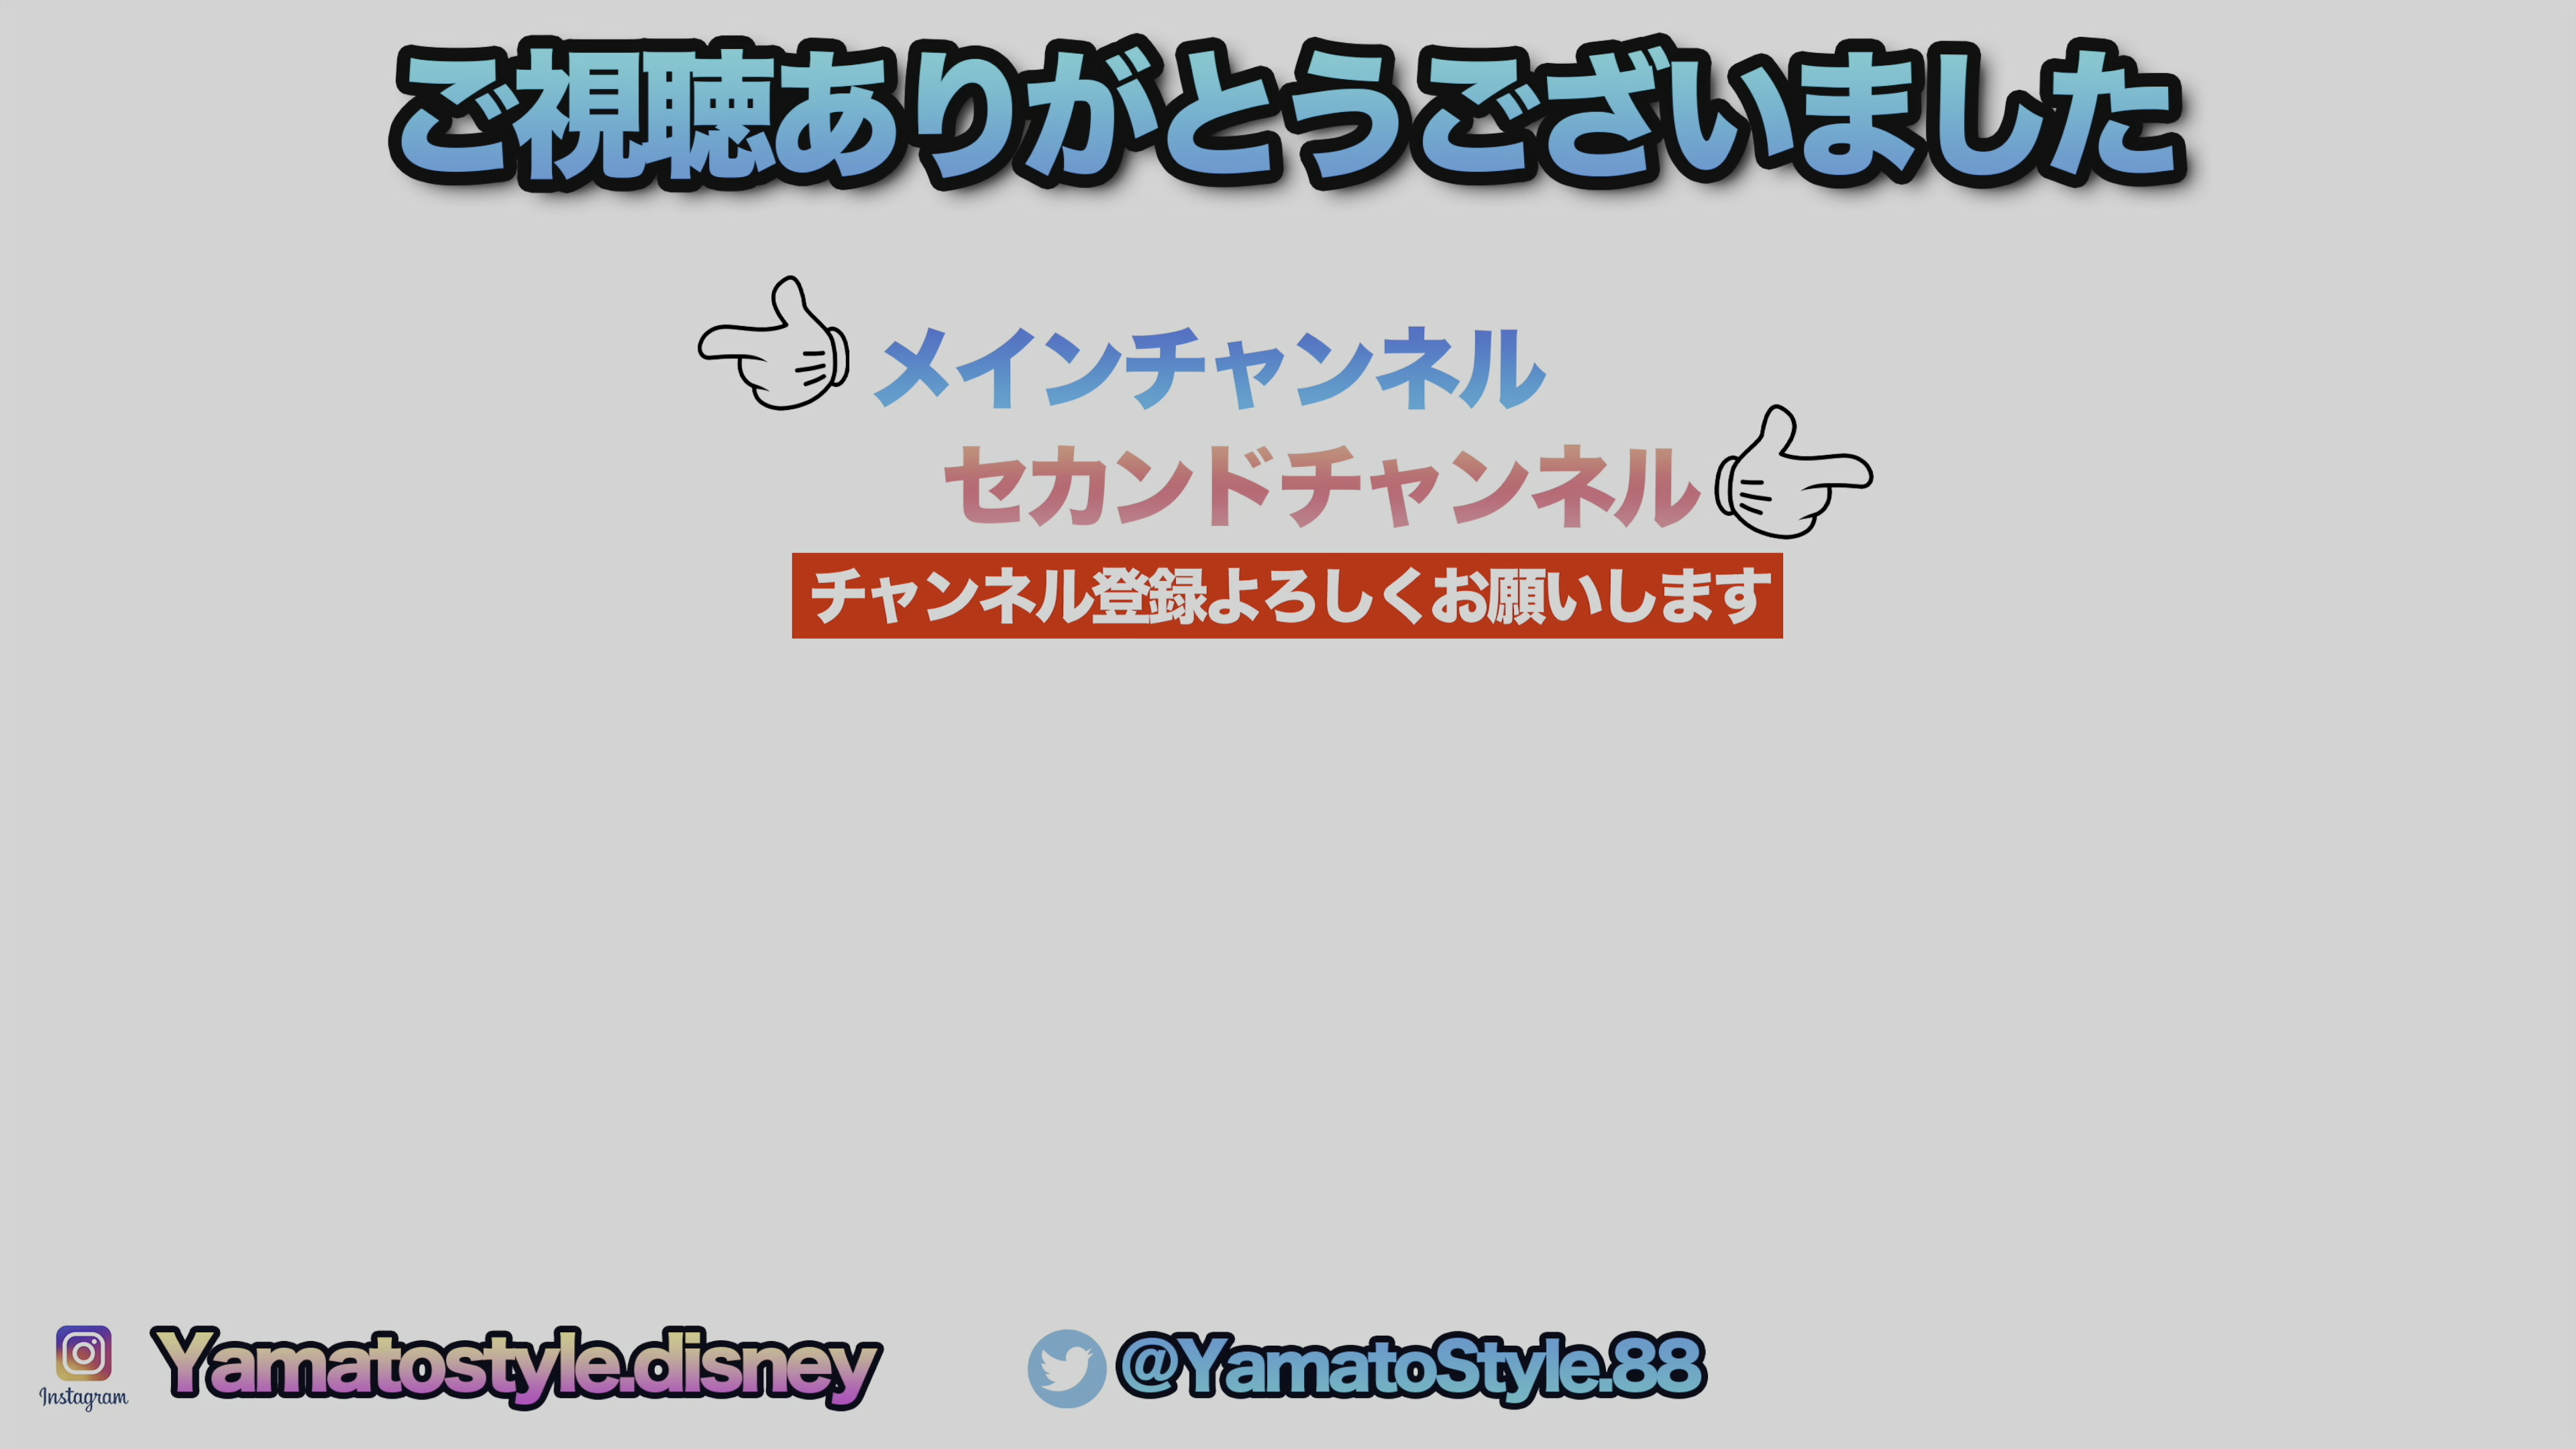 ご視聴ありがとうございました
メインチャンネル
セカンドチャンネル
チャンネル登録よろしくお願いします
Instagram
Yamatostyle.disney
@YamatoStyle.88